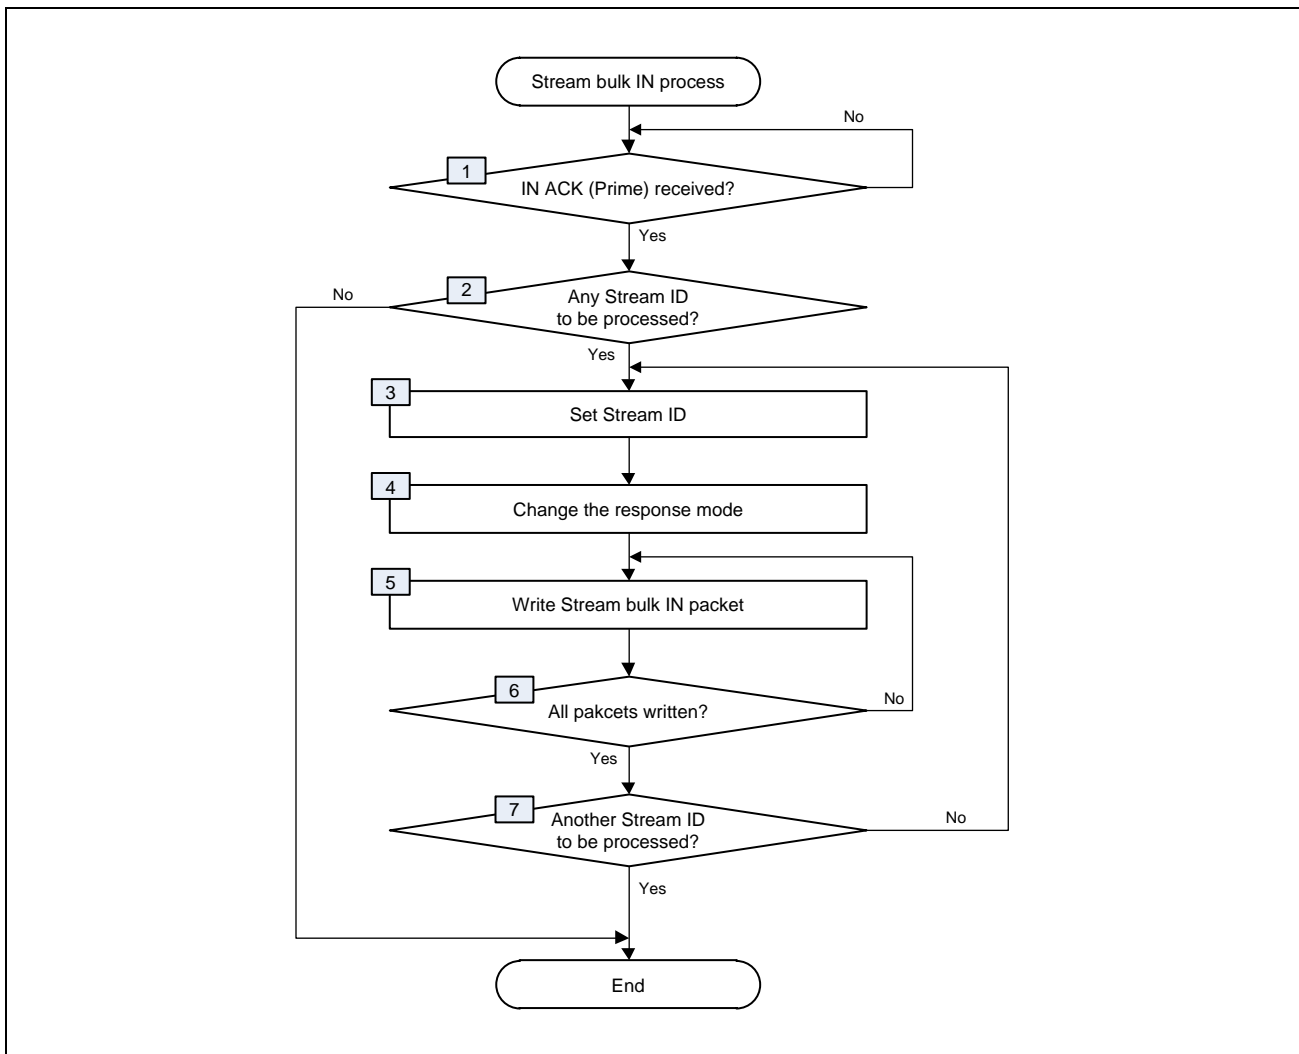 Stream bulk IN process
No
1
IN ACK (Prime) received?
Yes
2
No
Any Stream ID
to be processed?
Yes
3
Set Stream ID
4
Change the response mode
5
Write Stream bulk IN packet
6
All pakcets written?
No
Yes
7
Another Stream ID
to be processed?
No
Yes
End